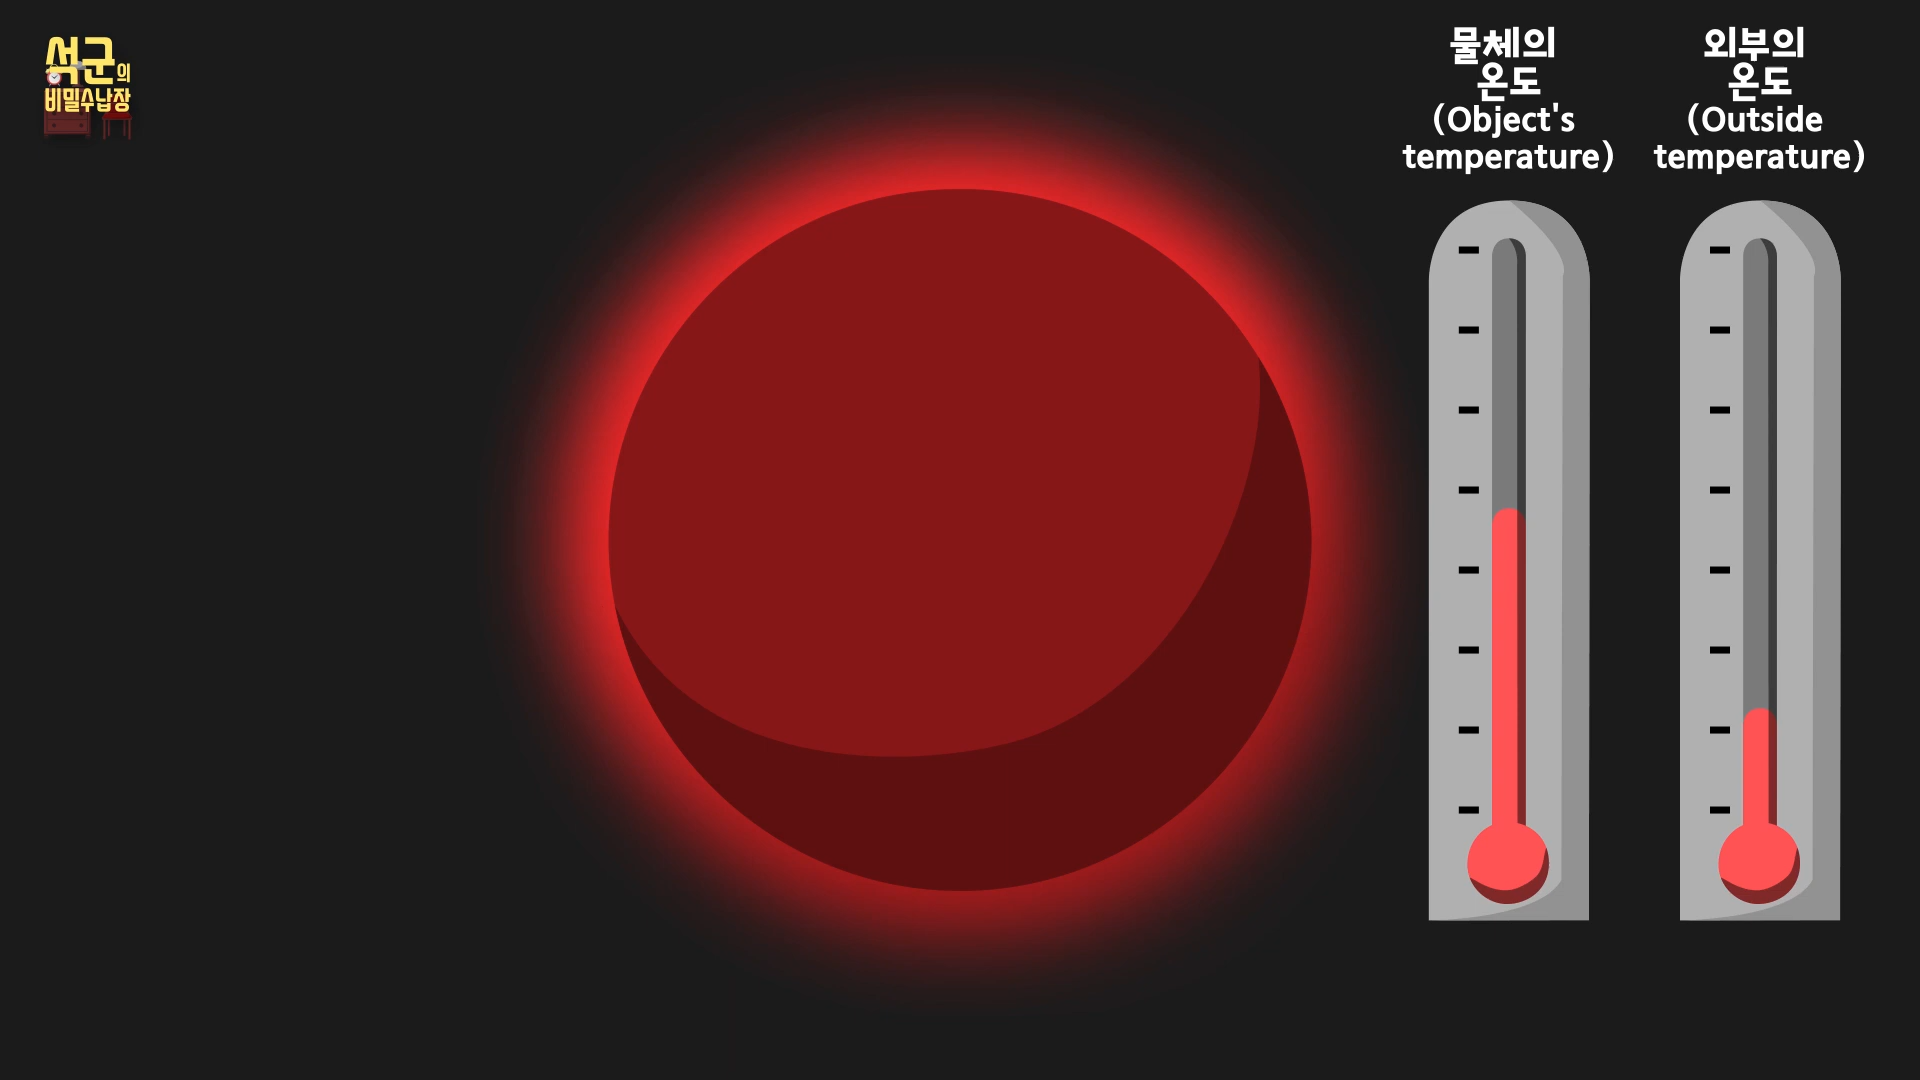 석군의
비밀수납장
물체의
온도
(Object's
temperature)
외부의
온도
(Outside
temperature)